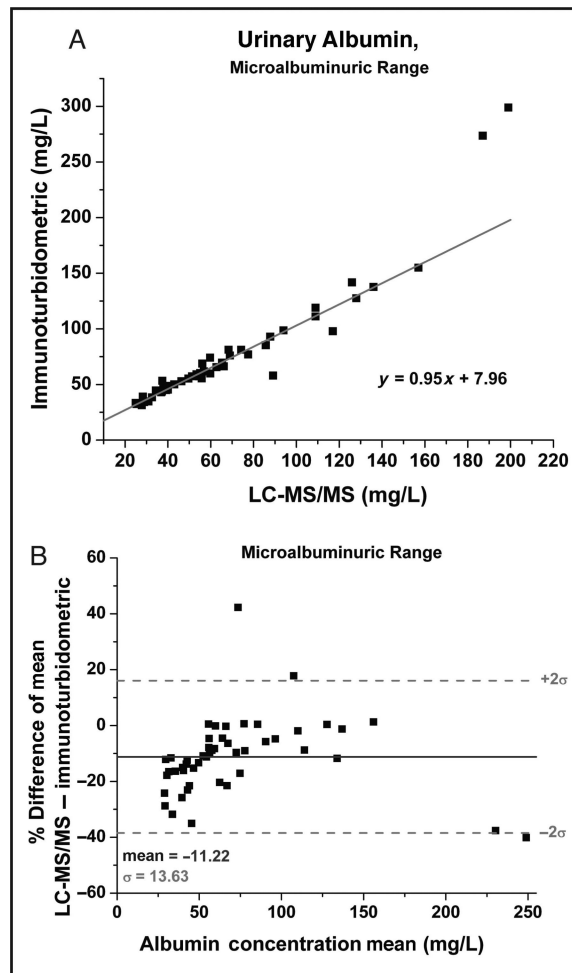 A
Urinary Albumin,
Microalbuminuric Range
Immunoturbidometric (mg/L)
300
250
200
150
100
50
0
20 40 60 80 100 120 140 160 180 200 220
y = 0.95x + 7.96
LC-MS/MS (mg/L)
B
Microalbuminuric Range
% Difference of mean
LC-MS/MS – immunoturbidometric
60
40
20
0
–20
–40
–60
+2σ
–2σ
mean = –11.22
σ = 13.63
0 50 100 150 200 250
Albumin concentration mean (mg/L)